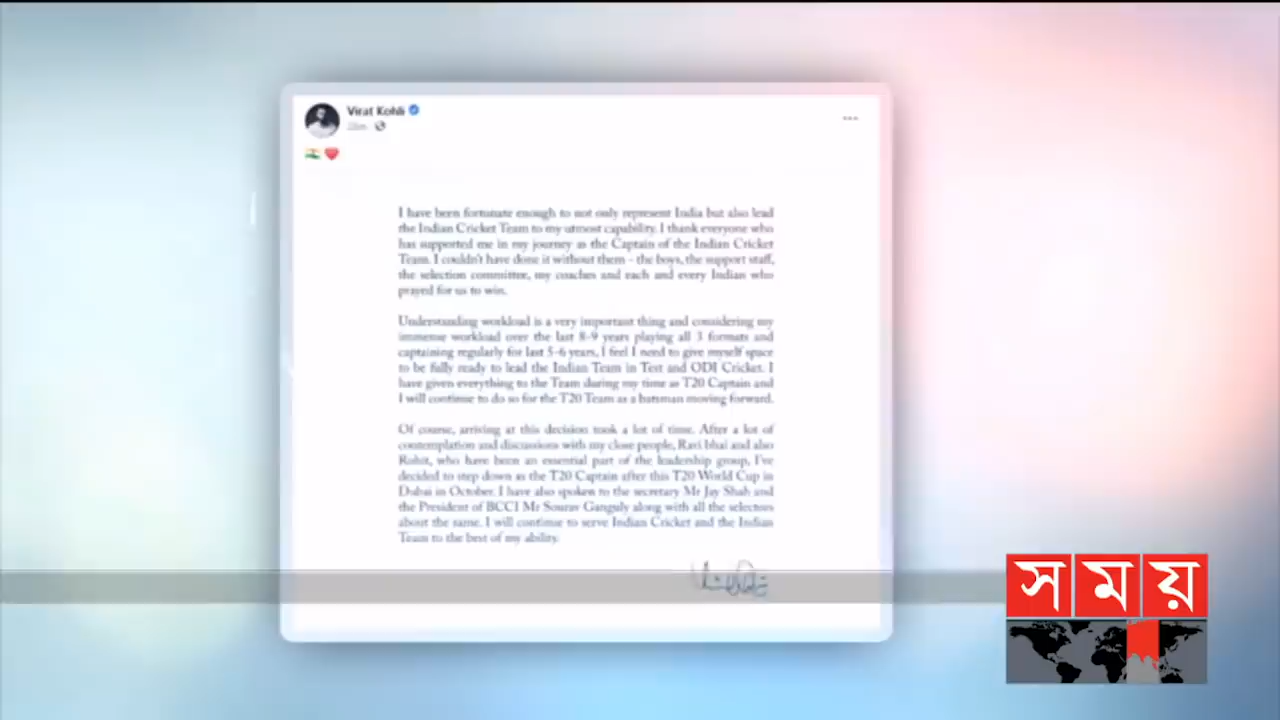 Virat Kohli
I have been fortunate enough to not only represent India but also lead
the Indian Cricket Team to my utmost capability. I thank everyone who
has supported me in my journey as the Captain of the Indian Cricket
Team. I couldn't have done it without them - the boys, the support staff,
the selection committee, my coaches and each and every Indian who
prayed for us to win.
Understanding workload is a very important thing and considering my
immense workload over the last 8-9 years playing all 3 formats and
captaining regularly for last 5-6 years, I feel I need to give myself space
to be fully ready to lead the Indian Team in Test and ODI Cricket. I
have given everything to the Team during my time as T20 Captain and
I will continue to do so for the T20 Team as a batsman moving forward.
Of course, arriving at this decision took a lot of time. After a lot of
contemplation and discussions with my close people, Ravi bhai and also
Rohit, who have been an essential part of the leadership group, I've
decided to step down as the T20 Captain after this T20 World Cup in
Dubai in October. I have also spoken to the secretary Mr Jay Shah and
the President of BCCI Mr Sourav Ganguly along with all the selectors
about the same. I will continue to serve Indian Cricket and the Indian
Team to the best of my ability.
সময়